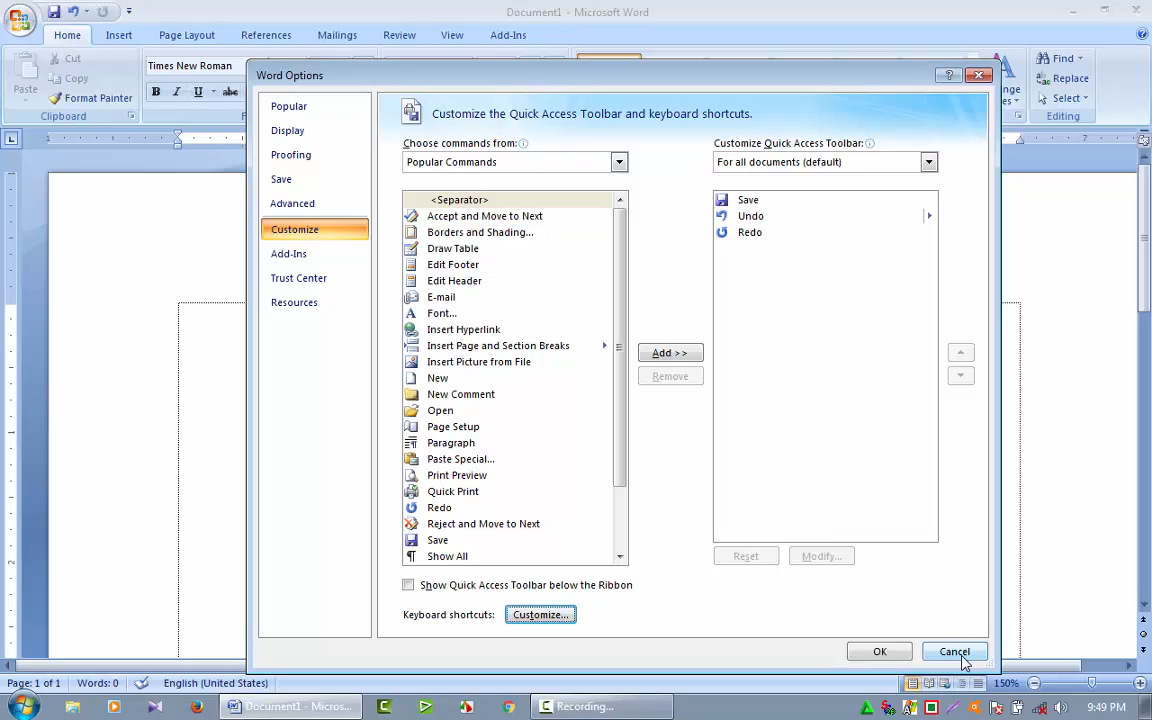 Document1 - Microsoft Word
Home Insert Page Layout References Mailings Review View Add-Ins
Cut
Copy
Format Painter
Paste
Clipboard
Times New Roman
B I U abc
Find
Replace
Select
Editing
Word Options
Popular
Display
Proofing
Save
Advanced
Customize
Add-Ins
Trust Center
Resources
Customize the Quick Access Toolbar and keyboard shortcuts.
Choose commands from:
Popular Commands
<Separator>
Accept and Move to Next
Borders and Shading...
Draw Table
Edit Footer
Edit Header
E-mail
Font...
Insert Hyperlink
Insert Page and Section Breaks
Insert Picture from File
New
New Comment
Open
Page Setup
Paragraph
Paste Special...
Print Preview
Quick Print
Redo
Reject and Move to Next
Save
Show All
Add >>
Remove
Customize Quick Access Toolbar:
For all documents (default)
Save
Undo
Redo
Reset Modify...
Show Quick Access Toolbar below the Ribbon
Keyboard shortcuts: Customize...
OK Cancel
Page: 1 of 1 Words: 0 English (United States) 150%
Document1 - Micros... Recording... 9:49 PM